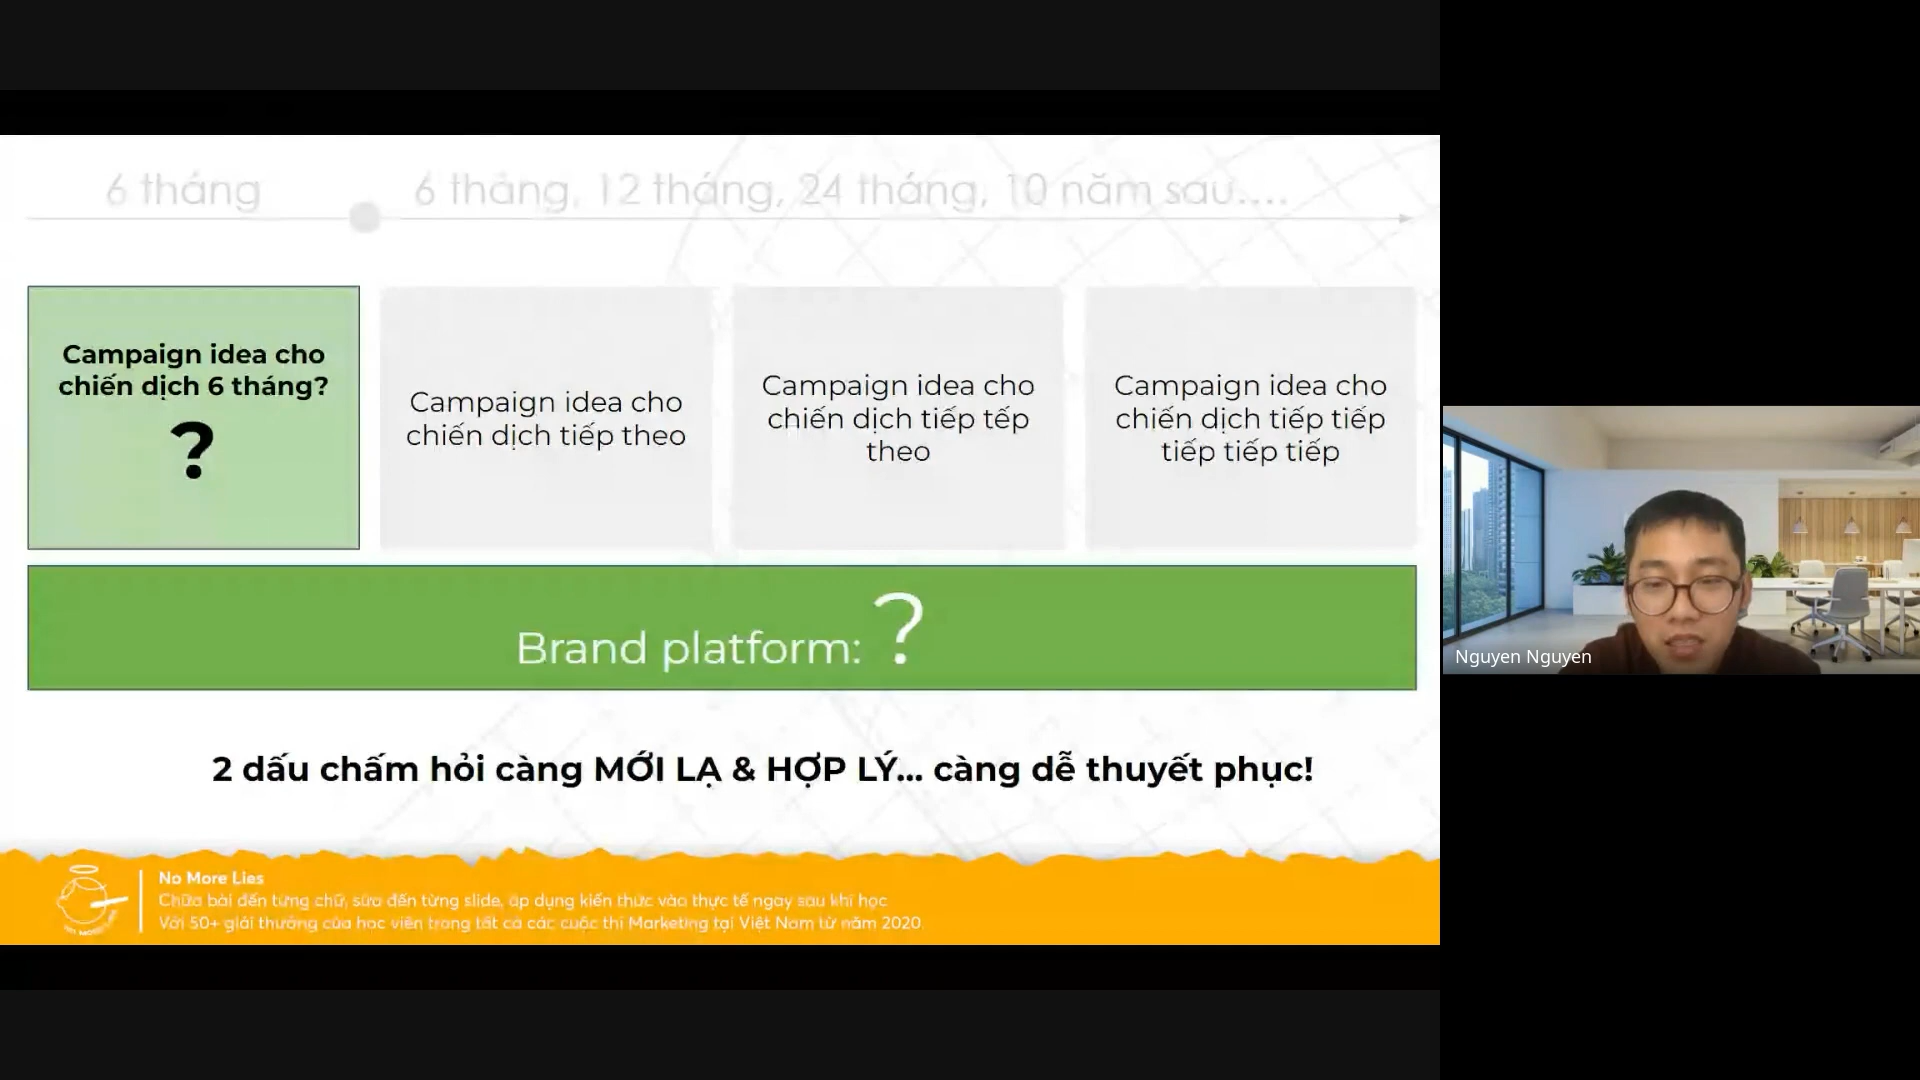 6 tháng
6 tháng, 12 tháng, 24 tháng, 10 năm sau....
Campaign idea cho
chiến dịch 6 tháng?
?
Campaign idea cho
chiến dịch tiếp theo
Campaign idea cho
chiến dịch tiếp tếp
theo
Campaign idea cho
chiến dịch tiếp tiếp
tiếp tiếp tiếp
Brand platform: ?
2 dấu chấm hỏi càng MỚI LẠ & HỢP LÝ... càng dễ thuyết phục!
No More Lies
Chữa bài đến từng chữ, sửa đến từng slide, áp dụng kiến thức vào thực tế ngay sau khi học
Với 50+ giải thưởng của học viên trong tất cả các cuộc thi Marketing tại Việt Nam từ năm 2020.
Nguyen Nguyen